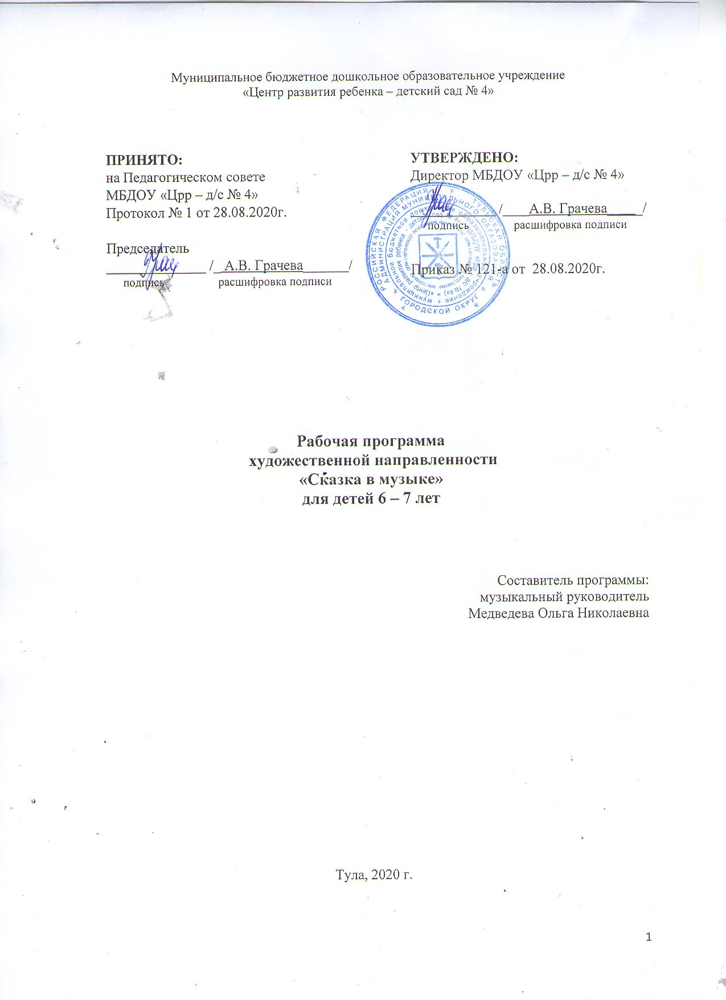 Муниципальное бюджетное дошкольное образовательное учреждение
«Центр развития ребенка – детский сад № 4»
ПРИНЯТО:
на Педагогическом совете
МБДОУ «Црр – д/с № 4»
Протокол № 1 от 28.08.2020г.
Председатель
/ А.В. Грачева /
подпись расшифровка подписи
УТВЕРЖДЕНО:
Директор МБДОУ «Црр – д/с № 4»
/ А.В. Грачева /
подпись расшифровка подписи
Приказ № 121-а от 28.08.2020г.
РОССИЙСКАЯ ФЕДЕРАЦИЯ * ТУЛЬСКАЯ ОБЛАСТЬ
* ГОРОДСКОЙ ОКРУГ *
АДМИНИСТРАЦИЯ МУНИЦИПАЛЬНОГО ОБРАЗОВАНИЯ
Рабочая программа
художественной направленности
«Сказка в музыке»
для детей 6 – 7 лет
Составитель программы:
музыкальный руководитель
Медведева Ольга Николаевна
Тула, 2020 г.
1